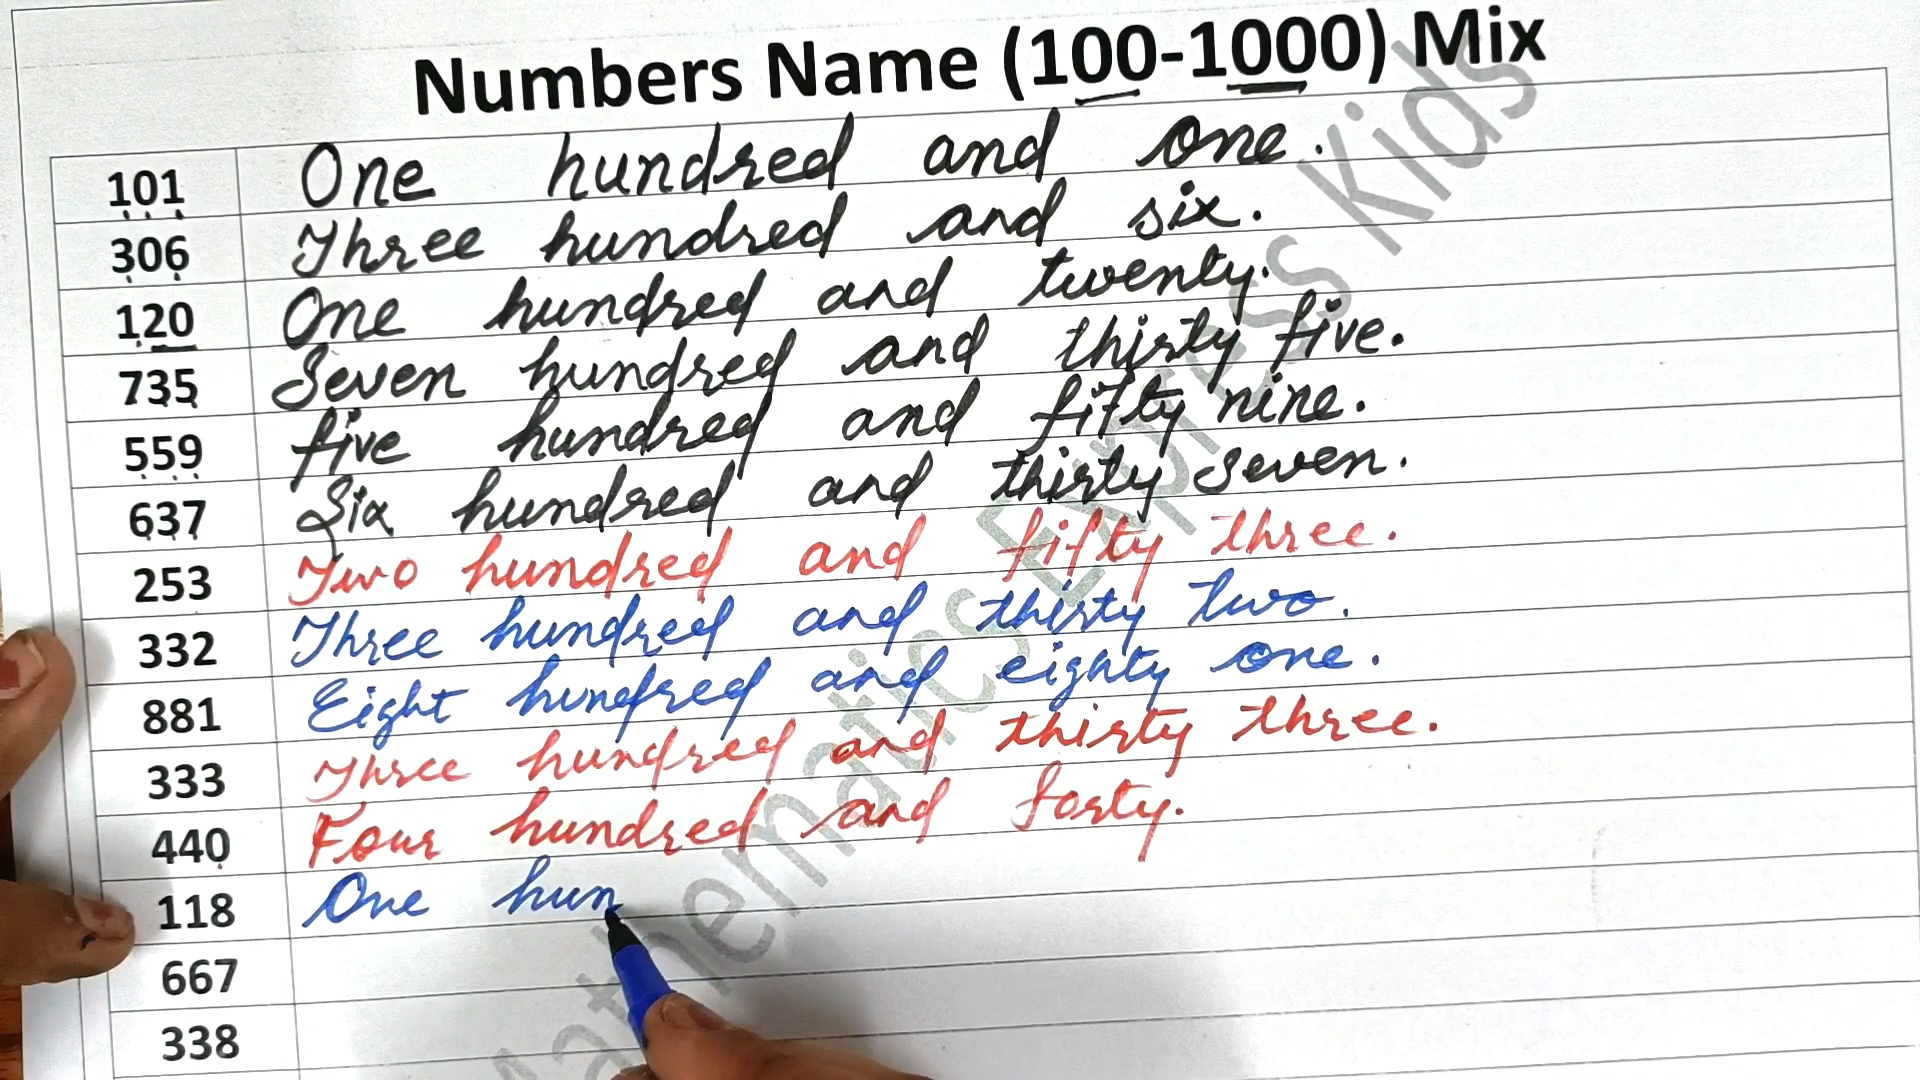 Numbers Name (100-1000) Mix
101 One hundred and one.
306 Three hundred and six.
120 One hundred and twenty.
735 Seven hundred and thirty five.
559 five hundred and fifty nine.
637 Six hundred and thirty seven.
253 Two hundred and fifty three.
332 Three hundred and thirty two.
881 Eight hundred and eighty one.
333 Three hundred and thirty three.
440 Four hundred and forty.
118 One hun
667
338
Mathematics Express Kids